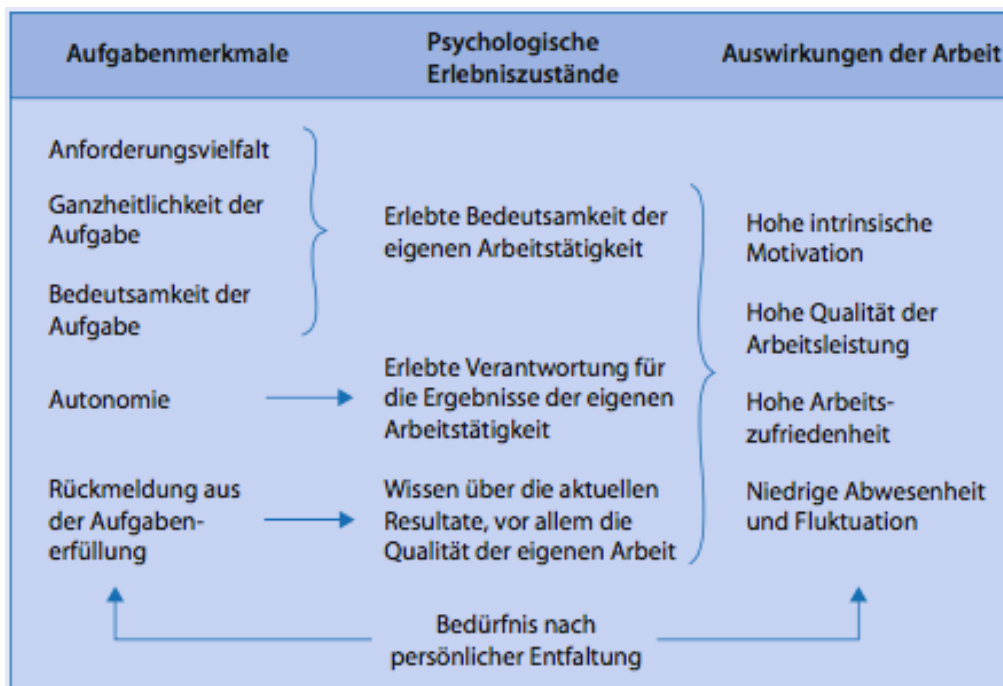 Aufgabenmerkmale
Psychologische
Erlebniszustände
Auswirkungen der Arbeit
Anforderungsvielfalt
Ganzheitlichkeit der
Aufgabe
Bedeutsamkeit der
Aufgabe
Autonomie
Rückmeldung aus
der Aufgaben-
erfüllung
Erlebte Bedeutsamkeit der
eigenen Arbeitstätigkeit
Erlebte Verantwortung für
die Ergebnisse der eigenen
Arbeitstätigkeit
Wissen über die aktuellen
Resultate, vor allem die
Qualität der eigenen Arbeit
Hohe intrinsische
Motivation
Hohe Qualität der
Arbeitsleistung
Hohe Arbeits-
zufriedenheit
Niedrige Abwesenheit
und Fluktuation
Bedürfnis nach
persönlicher Entfaltung